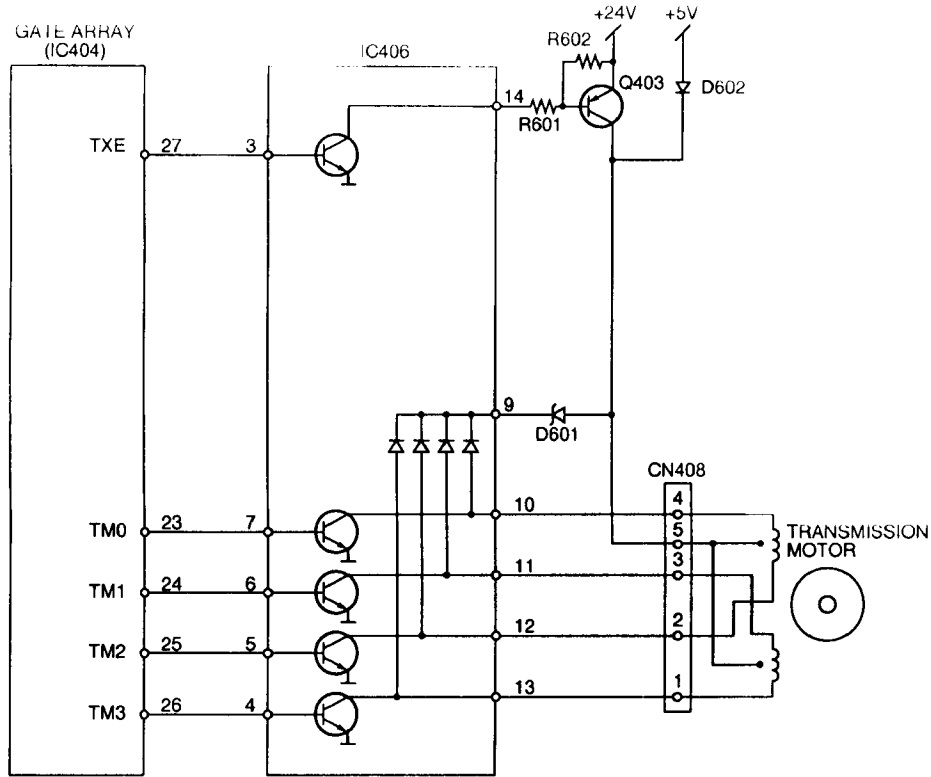 GATE ARRAY
(IC404)
IC406
+24V
+5V
R602
Q403
D602
14
R601
TXE
27
3
9
D601
CN408
10
4
TM0
23
7
5
TRANSMISSION
MOTOR
11
3
TM1
24
6
12
2
TM2
25
5
13
1
TM3
26
4